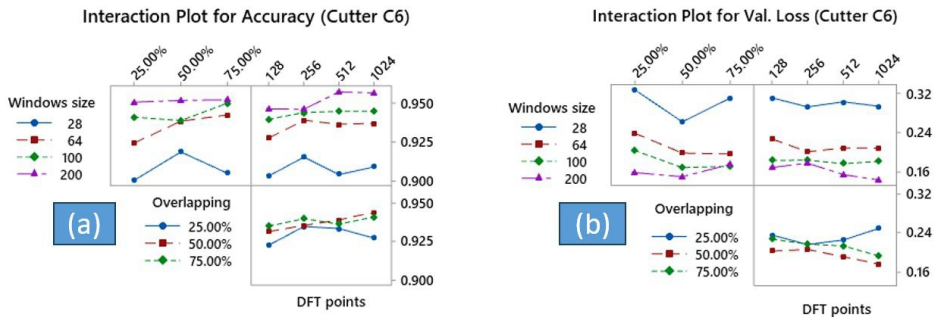 Interaction Plot for Accuracy (Cutter C6)
25.00% 50.00% 75.00% 128 256 512 1024
Windows size
28
64
100
200
0.950
0.925
0.900
(a)
Overlapping
25.00%
50.00%
75.00%
0.950
0.925
0.900
DFT points
Interaction Plot for Val. Loss (Cutter C6)
25.00% 50.00% 75.00% 128 256 512 1024
Windows size
28
64
100
200
0.32
0.24
0.16
(b)
Overlapping
25.00%
50.00%
75.00%
0.32
0.24
0.16
DFT points